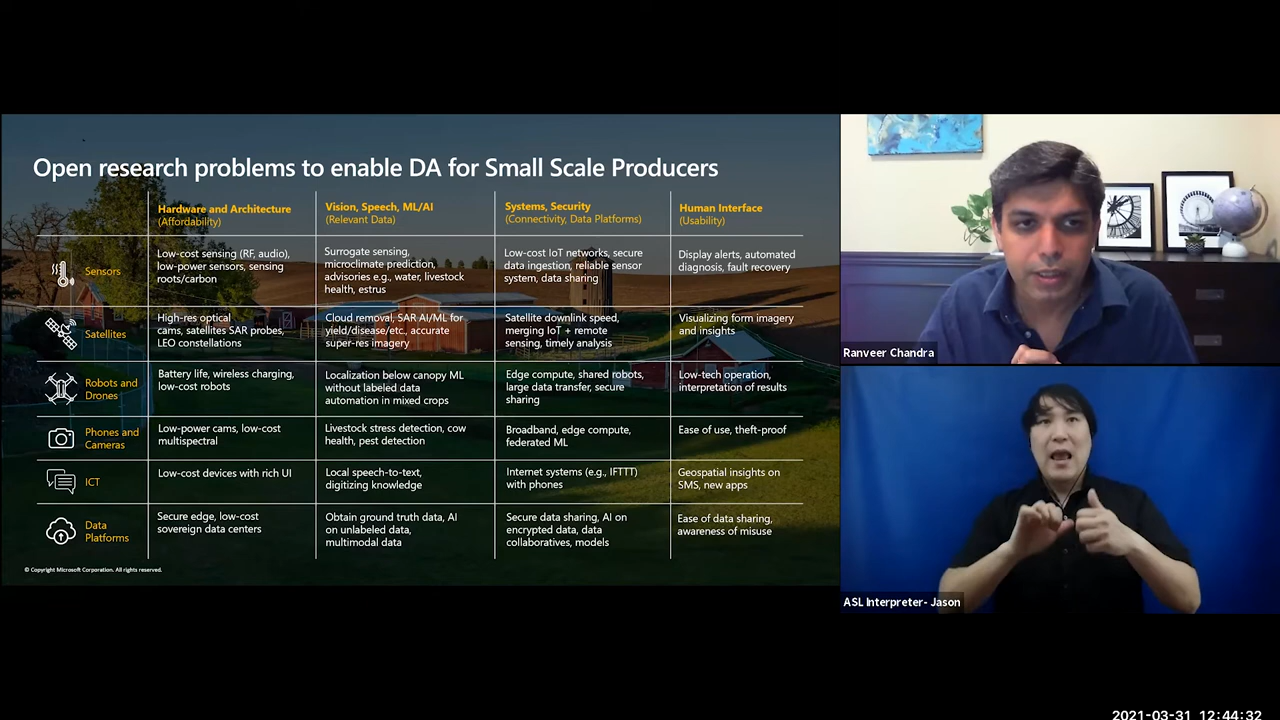 Open research problems to enable DA for Small Scale Producers
Hardware and Architecture
(Affordability)
Vision, Speech, ML/AI
(Relevant Data)
Systems, Security
(Connectivity, Data Platforms)
Human Interface
(Usability)
Sensors
Low-cost sensing (RF, audio),
low-power sensors, sensing
roots/carbon
Surrogate sensing,
microclimate prediction,
advisories e.g., water, livestock
health, estrus
Low-cost IoT networks, secure
data ingestion, reliable sensor
system, data sharing
Display alerts, automated
diagnosis, fault recovery
Satellites
High-res optical
cams, satellites SAR probes,
LEO constellations
Cloud removal, SAR AI/ML for
yield/disease/etc., accurate
super-res imagery
Satellite downlink speed,
merging IoT + remote
sensing, timely analysis
Visualizing form imagery
and insights
Robots and
Drones
Battery life, wireless charging,
low-cost robots
Localization below canopy ML
without labeled data
automation in mixed crops
Edge compute, shared robots,
large data transfer, secure
sharing
Low-tech operation,
interpretation of results
Phones and
Cameras
Low-power cams, low-cost
multispectral
Livestock stress detection, cow
health, pest detection
Broadband, edge compute,
federated ML
Ease of use, theft-proof
ICT
Low-cost devices with rich UI
Local speech-to-text,
digitizing knowledge
Internet systems (e.g., IFTTT)
with phones
Geospatial insights on
SMS, new apps
Data
Platforms
Secure edge, low-cost
sovereign data centers
Obtain ground truth data, AI
on unlabeled data,
multimodal data
Secure data sharing, AI on
encrypted data, data
collaboratives, models
Ease of data sharing,
awareness of misuse
© Copyright Microsoft Corporation. All rights reserved.
Ranveer Chandra
ASL Interpreter- Jason
2021-03-31 12:44:32